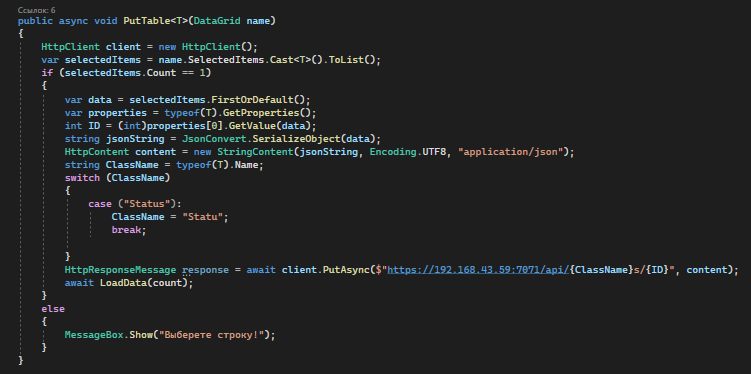 Ссылок: 6
public async void PutTable<T>(DataGrid name)
{
    HttpClient client = new HttpClient();
    var selectedItems = name.SelectedItems.Cast<T>().ToList();
    if (selectedItems.Count == 1)
    {
        var data = selectedItems.FirstOrDefault();
        var properties = typeof(T).GetProperties();
        int ID = (int)properties[0].GetValue(data);
        string jsonString = JsonConvert.SerializeObject(data);
        HttpContent content = new StringContent(jsonString, Encoding.UTF8, "application/json");
        string ClassName = typeof(T).Name;
        switch (ClassName)
        {
            case ("Status"):
                ClassName = "Statu";
                break;
        }
        HttpResponseMessage response = await client.PutAsync($"https://192.168.43.59:7071/api/{ClassName}s/{ID}", content);
        await LoadData(count);
    }
    else
    {
        MessageBox.Show("Выберете строку!");
    }
}